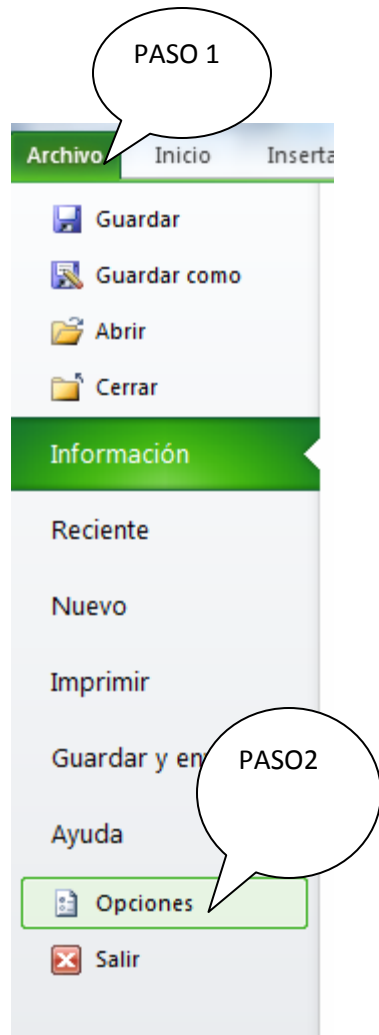 PASO 1
Archivo Inicio Inserta
Guardar
Guardar como
Abrir
Cerrar
Información
Reciente
Nuevo
Imprimir
Guardar y en
PASO2
Ayuda
Opciones
Salir